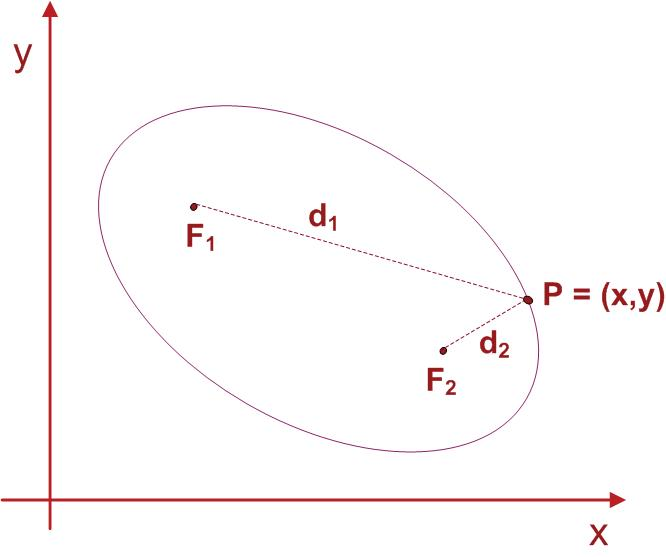 y
d₁
F₁
P = (x,y)
d₂
F₂
x